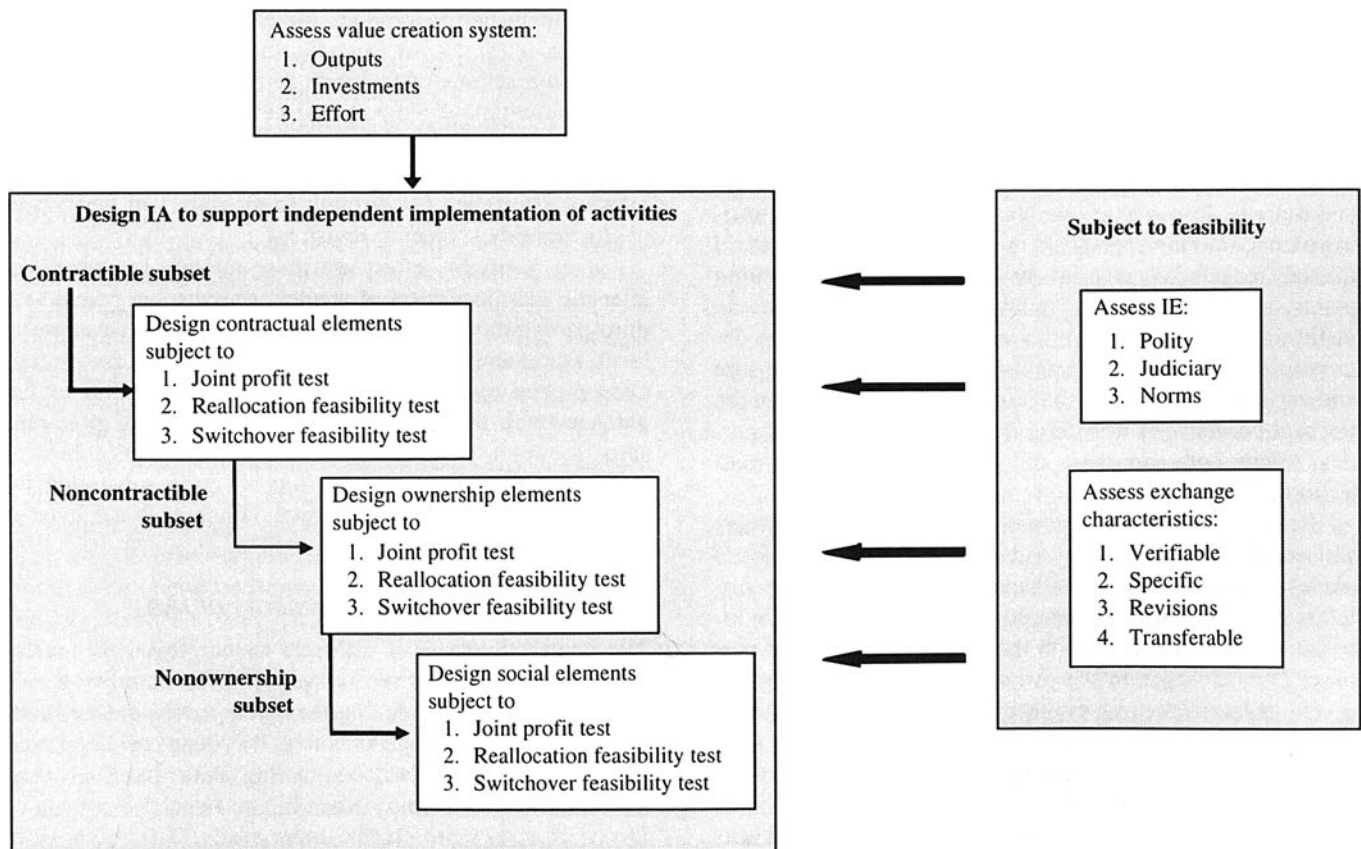 Assess value creation system:
1. Outputs
2. Investments
3. Effort
Design IA to support independent implementation of activities
Contractible subset
Design contractual elements
subject to
1. Joint profit test
2. Reallocation feasibility test
3. Switchover feasibility test
Noncontractible
subset
Design ownership elements
subject to
1. Joint profit test
2. Reallocation feasibility test
3. Switchover feasibility test
Nonownership
subset
Design social elements
subject to
1. Joint profit test
2. Reallocation feasibility test
3. Switchover feasibility test
Subject to feasibility
Assess IE:
1. Polity
2. Judiciary
3. Norms
Assess exchange
characteristics:
1. Verifiable
2. Specific
3. Revisions
4. Transferable